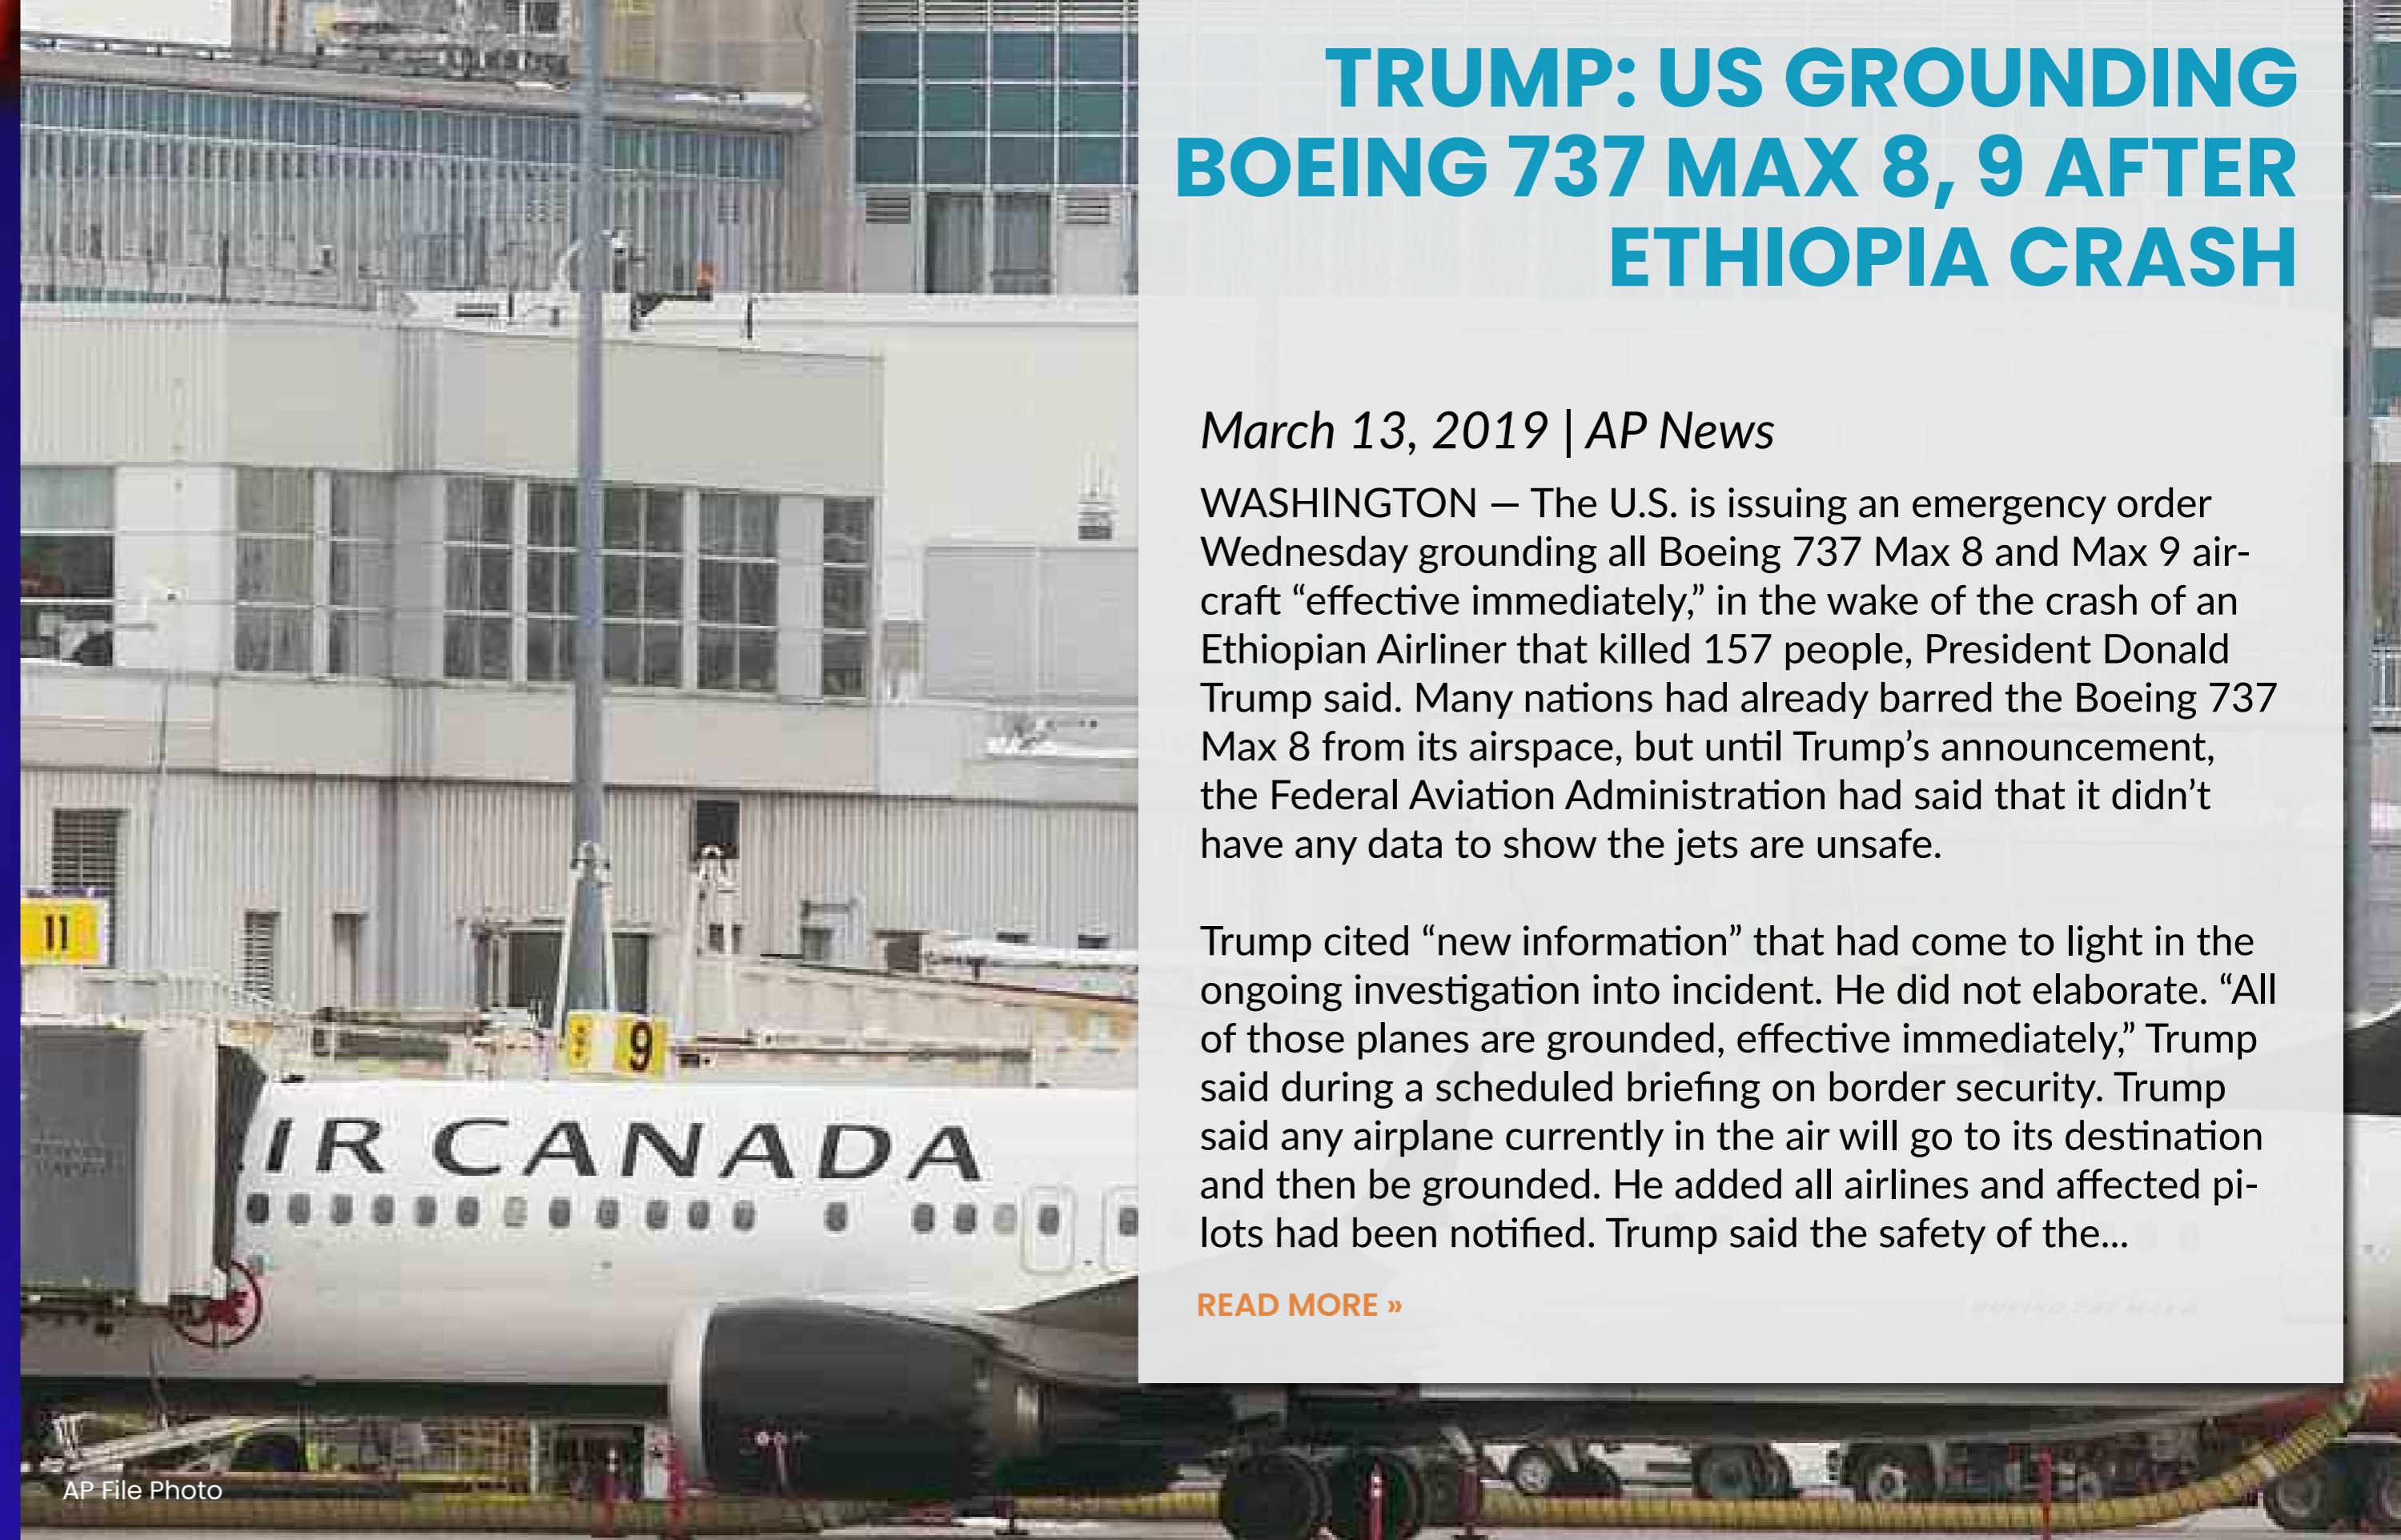 TRUMP: US GROUNDING
BOEING 737 MAX 8, 9 AFTER
ETHIOPIA CRASH
March 13, 2019 | AP News
WASHINGTON — The U.S. is issuing an emergency order
Wednesday grounding all Boeing 737 Max 8 and Max 9 air-
craft “effective immediately,” in the wake of the crash of an
Ethiopian Airliner that killed 157 people, President Donald
Trump said. Many nations had already barred the Boeing 737
Max 8 from its airspace, but until Trump’s announcement,
the Federal Aviation Administration had said that it didn’t
have any data to show the jets are unsafe.
Trump cited “new information” that had come to light in the
ongoing investigation into incident. He did not elaborate. “All
of those planes are grounded, effective immediately,” Trump
said during a scheduled briefing on border security. Trump
said any airplane currently in the air will go to its destination
and then be grounded. He added all airlines and affected pi-
lots had been notified. Trump said the safety of the...
READ MORE »
11
9
IR CANADA
BOEING 737 MAX 8
AP File Photo